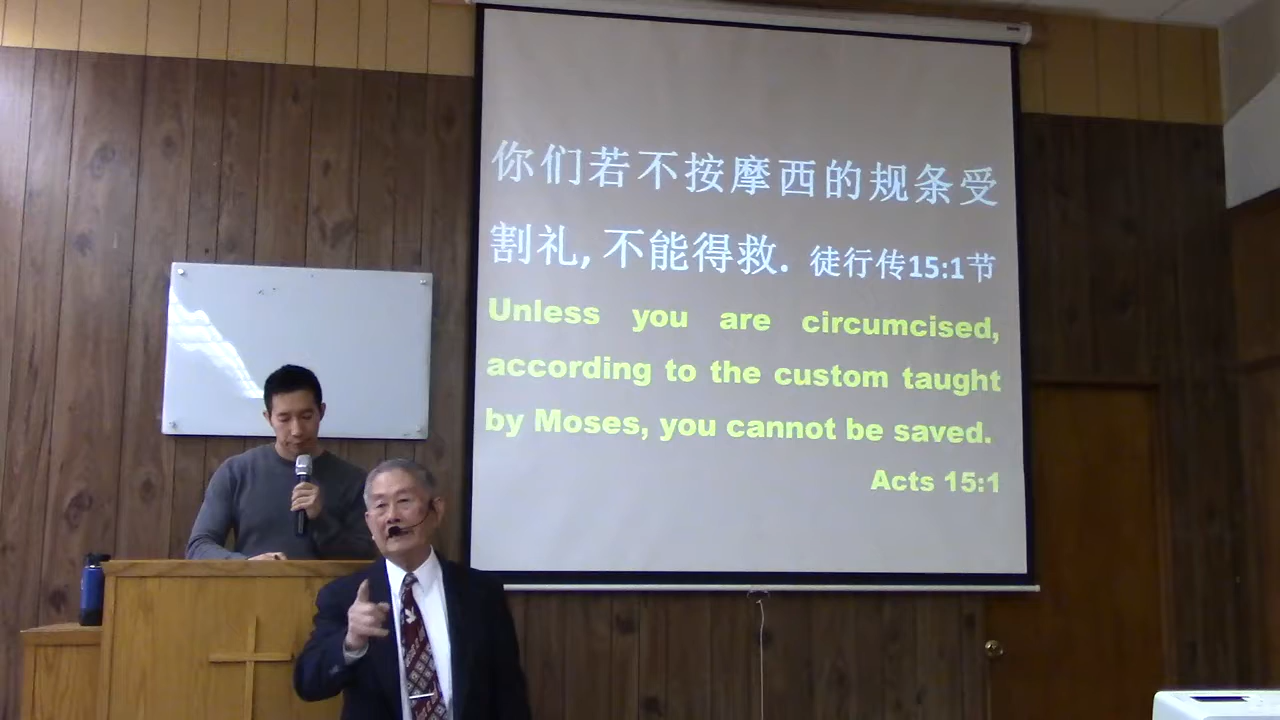 你们若不按摩西的规条受
割礼, 不能得救. 徒行传15:1节
Unless you are circumcised,
according to the custom taught
by Moses, you cannot be saved.
Acts 15:1